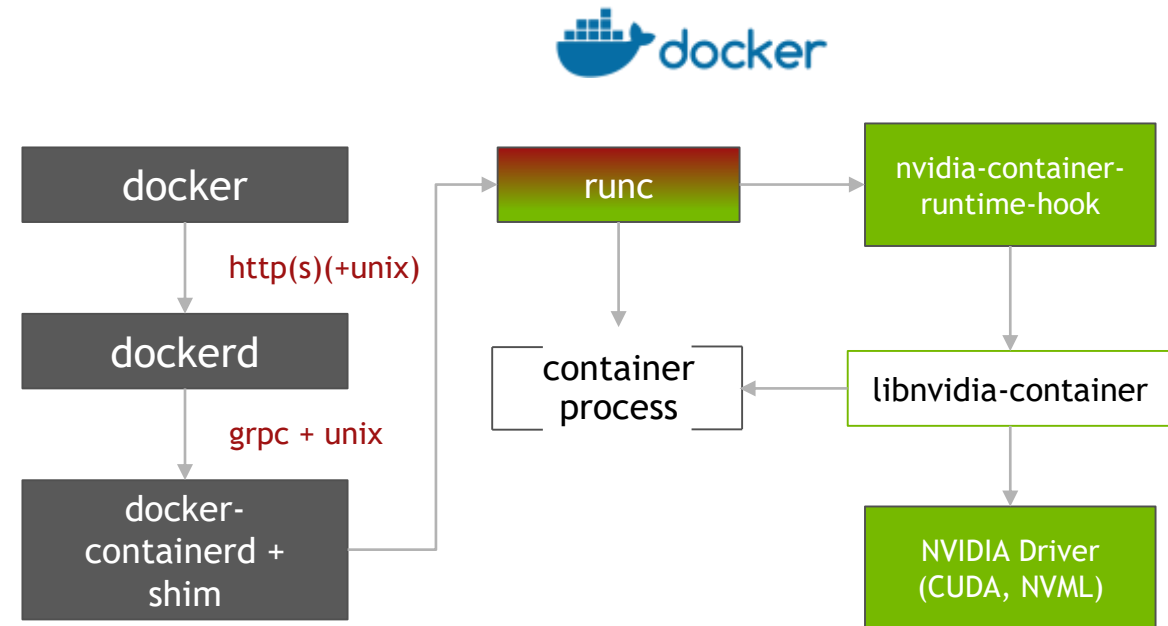 docker
docker
http(s)(+unix)
dockerd
grpc + unix
docker-
containerd +
shim
runc
container
process
nvidia-container-
runtime-hook
libnvidia-container
NVIDIA Driver
(CUDA, NVML)